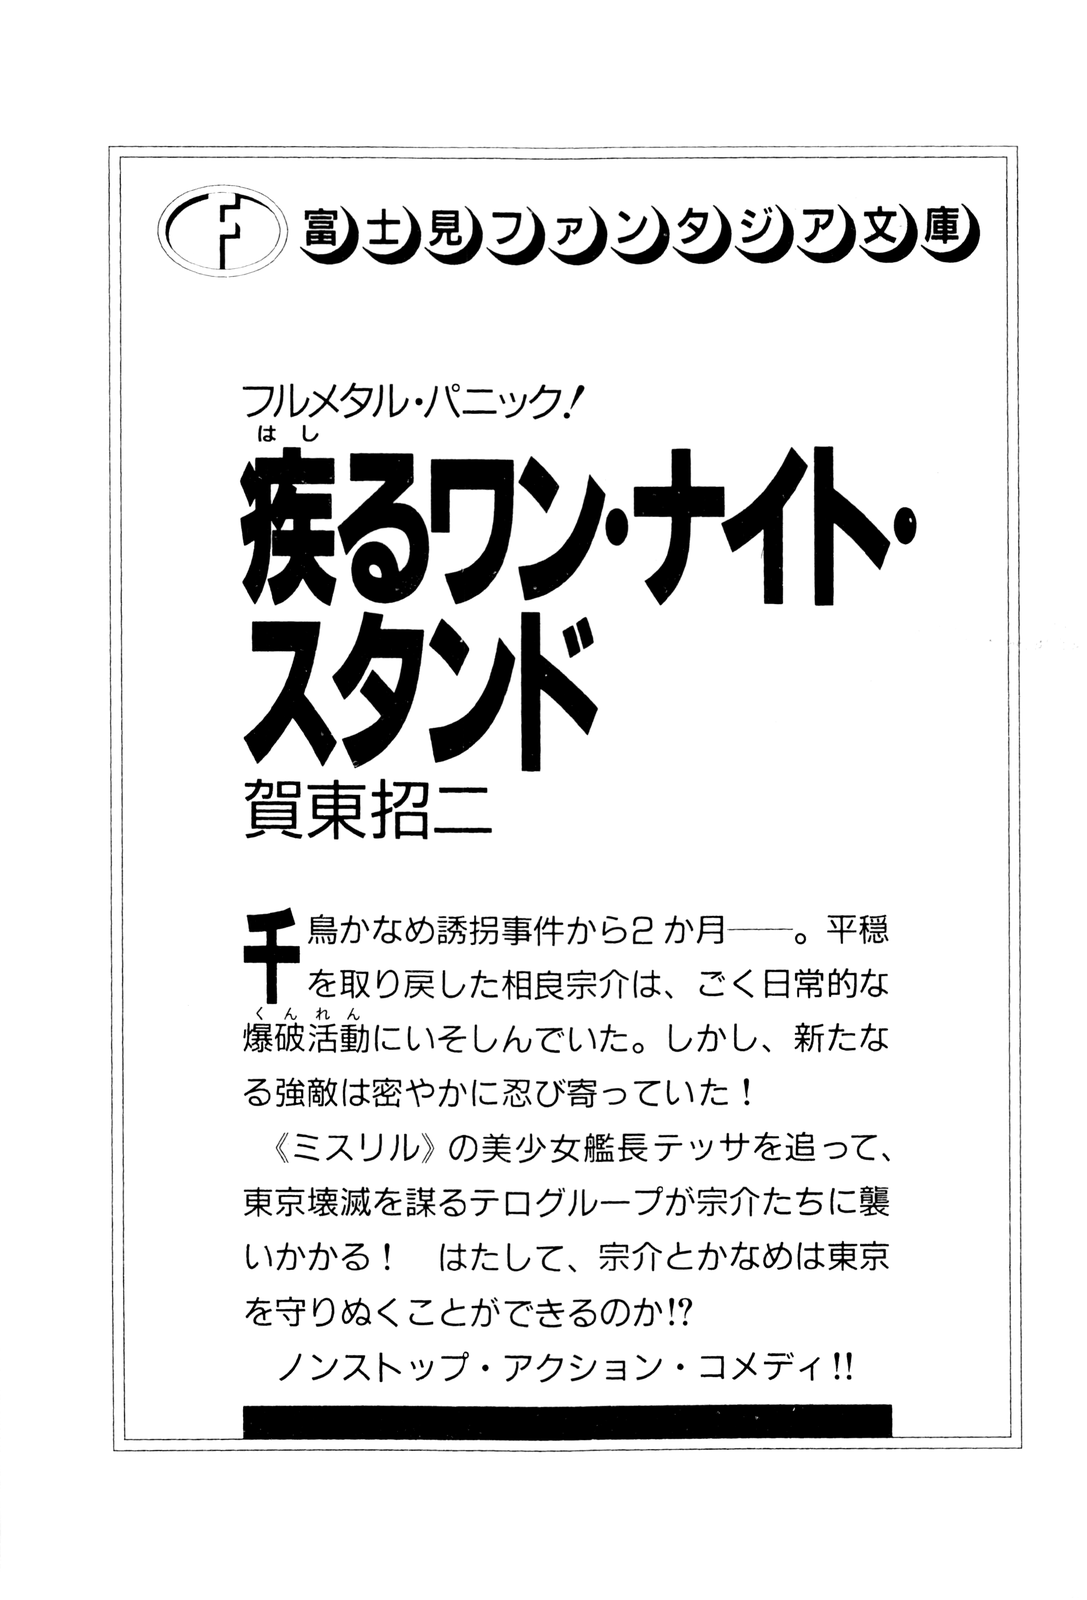 富士見ファンタジア文庫
フルメタル・パニック!
はし
疾るワン・ナイト・
スタンド
賀東招二
千鳥かなめ誘拐事件から2か月――。平穏
を取り戻した相良宗介は、ごく日常的な
くんれん
爆破活動にいそしんでいた。しかし、新たな
る強敵は密やかに忍び寄っていた!
《ミスリル》の美少女艦長テッサを追って、
東京壊滅を謀るテログループが宗介たちに襲
いかかる! はたして、宗介とかなめは東京
を守りぬくことができるのか!?
ノンストップ・アクション・コメディ!!